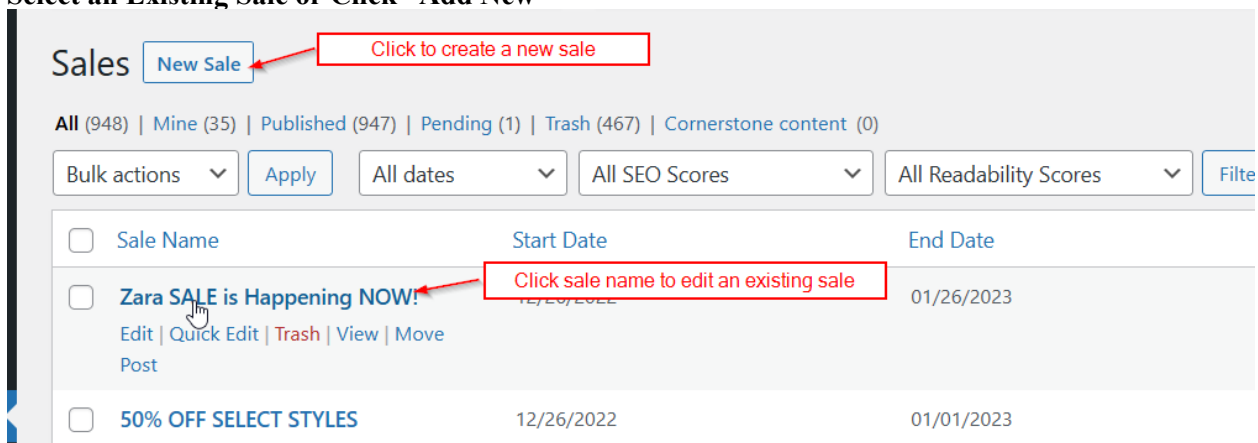 Select an Existing Sale or Click "Add New"
Sales New Sale Click to create a new sale
All (948) | Mine (35) | Published (947) | Pending (1) | Trash (467) | Cornerstone content (0)
Bulk actions Apply All dates All SEO Scores All Readability Scores Filte
Sale Name Start Date End Date
Click sale name to edit an existing sale
Zara SALE is Happening NOW! 12/26/2022 01/26/2023
Edit | Quick Edit | Trash | View | Move
Post
50% OFF SELECT STYLES 12/26/2022 01/01/2023